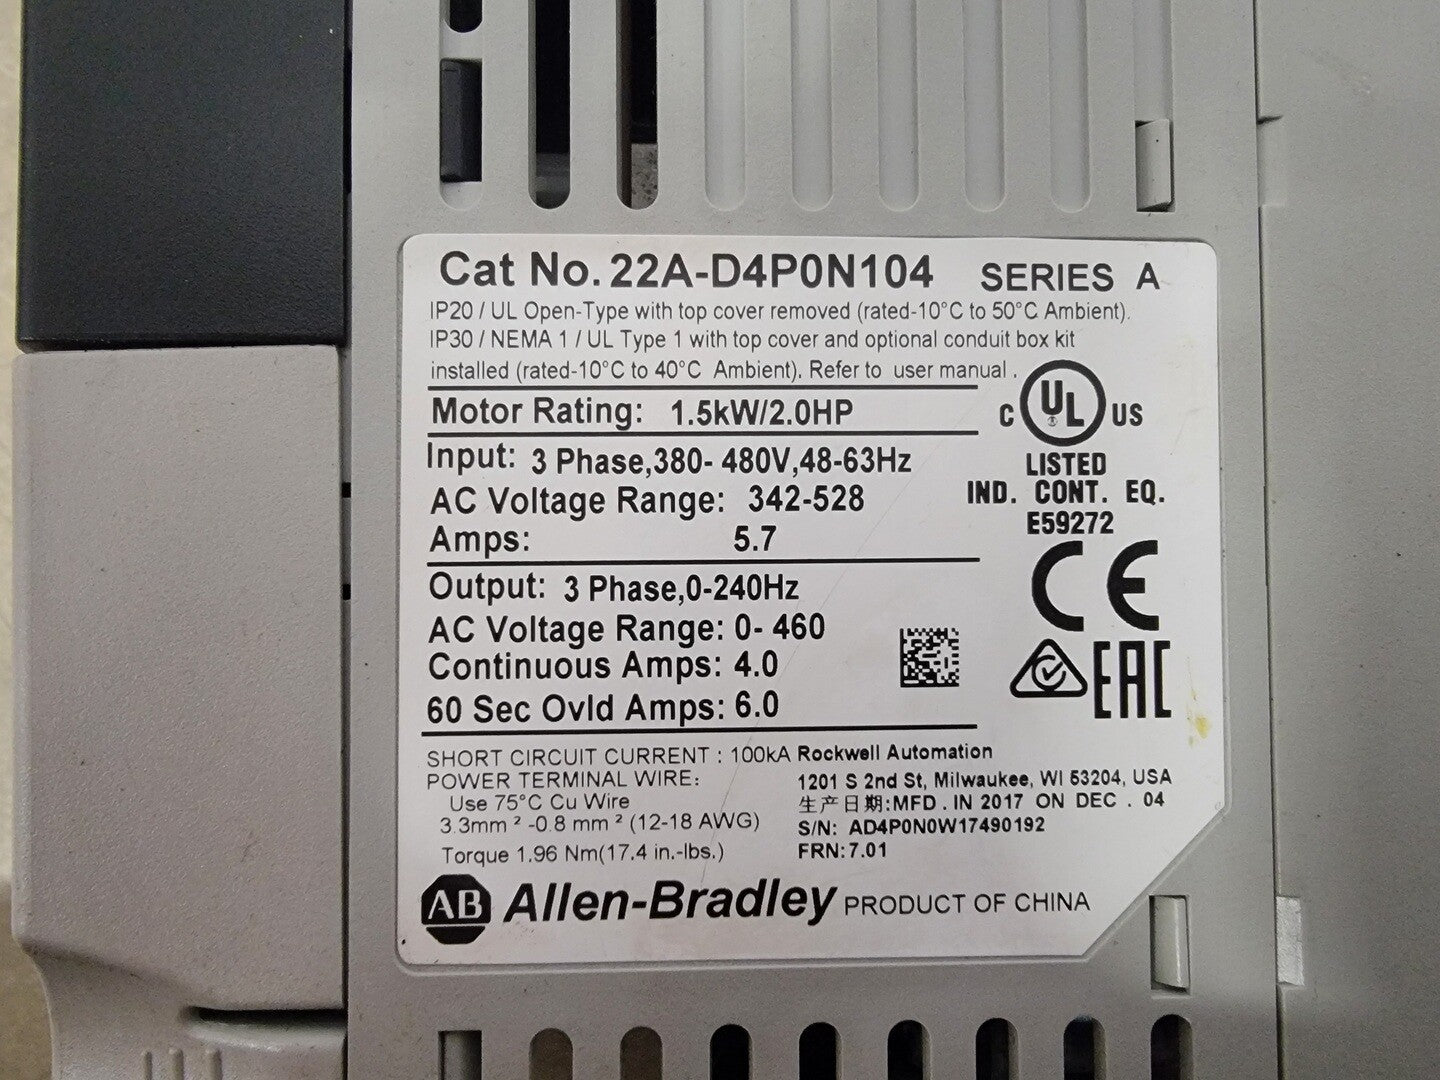 Cat No. 22A-D4P0N104 SERIES A
IP20 / UL Open-Type with top cover removed (rated-10°C to 50°C Ambient).
IP30 / NEMA 1 / UL Type 1 with top cover and optional conduit box kit
installed (rated-10°C to 40°C Ambient). Refer to user manual .
Motor Rating: 1.5kW/2.0HP
Input: 3 Phase,380- 480V,48-63Hz
AC Voltage Range: 342-528
Amps: 5.7
Output: 3 Phase,0-240Hz
AC Voltage Range: 0- 460
Continuous Amps: 4.0
60 Sec Ovld Amps: 6.0
C UL US
LISTED
IND. CONT. EQ.
E59272
CE
EAC
SHORT CIRCUIT CURRENT : 100kA
POWER TERMINAL WIRE:
Use 75°C Cu Wire
3.3mm ² -0.8 mm ² (12-18 AWG)
Torque 1.96 Nm(17.4 in.-lbs.)
Rockwell Automation
1201 S 2nd St, Milwaukee, WI 53204, USA
生产日期:MFD . IN 2017 ON DEC . 04
S/N: AD4P0N0W17490192
FRN:7.01
AB Allen-Bradley PRODUCT OF CHINA